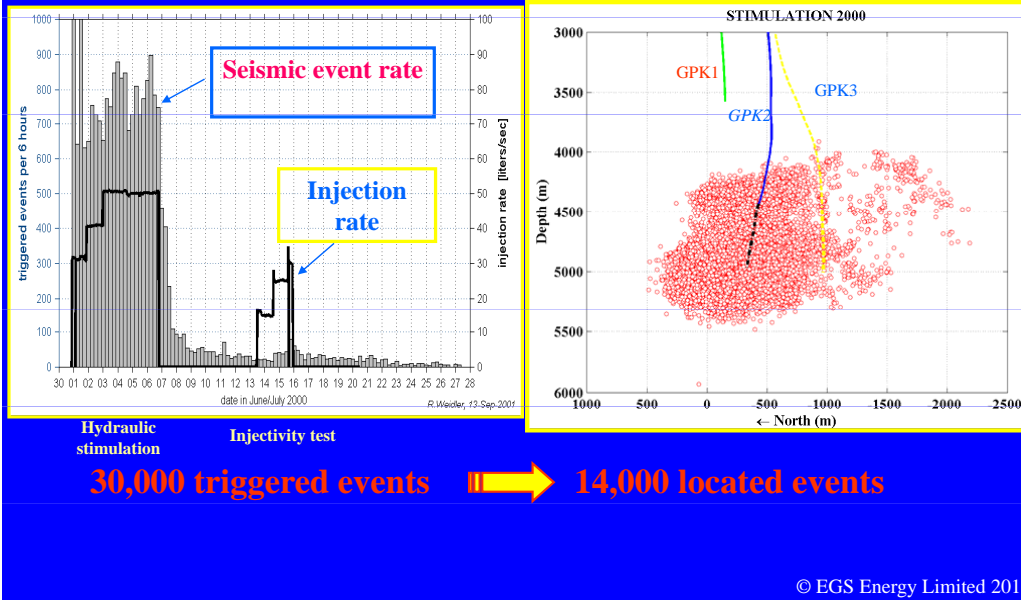 1000
900
800
700
600
500
400
300
200
100
0
triggered events per 6 hours
100
90
80
70
60
50
40
30
20
10
0
injection rate [liters/sec]
Seismic event rate
Injection
rate
30 01 02 03 04 05 06 07 08 09 10 11 12 13 14 15 16 17 18 19 20 21 22 23 24 25 26 27 28
date in June/July 2000
R.Weidler, 13-Sep-2001
STIMULATION 2000
3000
3500
4000
4500
5000
5500
6000
Depth (m)
GPK1
GPK2
GPK3
1000 500 0 500 1000 1500 2000 2500
← North (m)
Hydraulic
stimulation
Injectivity test
30,000 triggered events
14,000 located events
© EGS Energy Limited 201